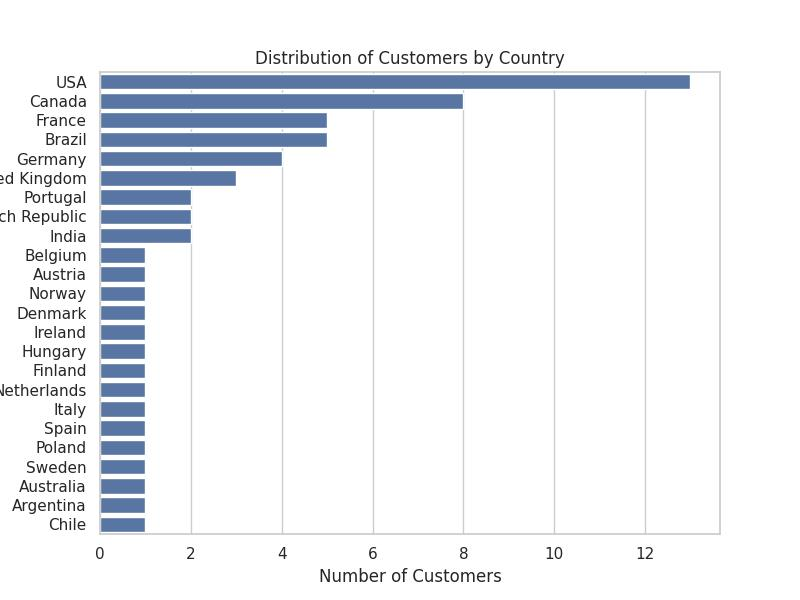 Distribution of Customers by Country
USA
Canada
France
Brazil
Germany
ed Kingdom
Portugal
ch Republic
India
Belgium
Austria
Norway
Denmark
Ireland
Hungary
Finland
Netherlands
Italy
Spain
Poland
Sweden
Australia
Argentina
Chile
0 2 4 6 8 10 12
Number of Customers